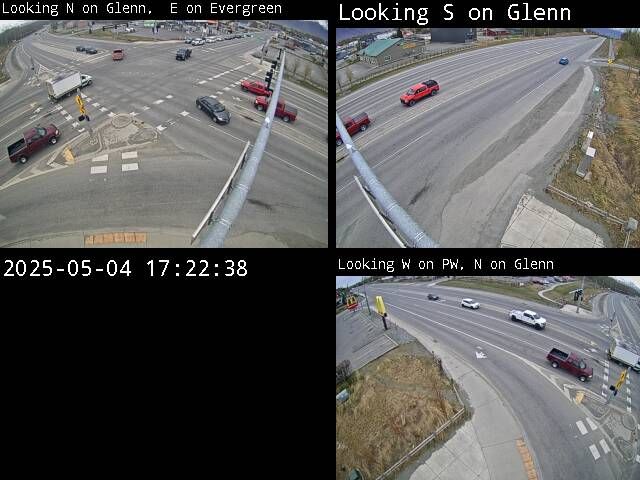 Looking N on Glenn,  E on Evergreen
Looking S on Glenn
2025-05-04 17:22:38
Looking W on PW, N on Glenn